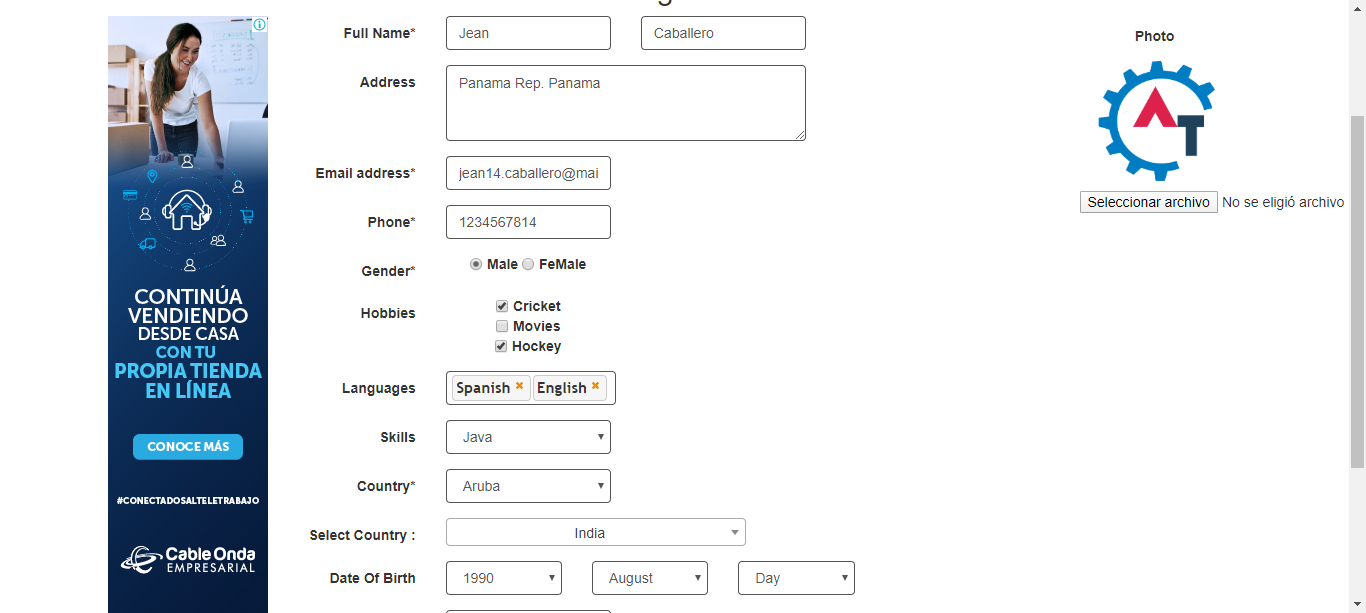 Full Name*
Jean
Caballero
Photo
Address
Panama Rep. Panama
Email address*
jean14.caballero@mai
Seleccionar archivo No se eligió archivo
Phone*
1234567814
Gender*
Male FeMale
Hobbies
Cricket
Movies
Hockey
Languages
Spanish English
Skills
Java
Country*
Aruba
Select Country :
India
Date Of Birth
1990
August
Day
CONTINÚA
VENDIENDO
DESDE CASA
CON TU
PROPIA TIENDA
EN LÍNEA
CONOCE MÁS
#CONECTADOSALTELETRABAJO
Cable Onda
EMPRESARIAL
AT